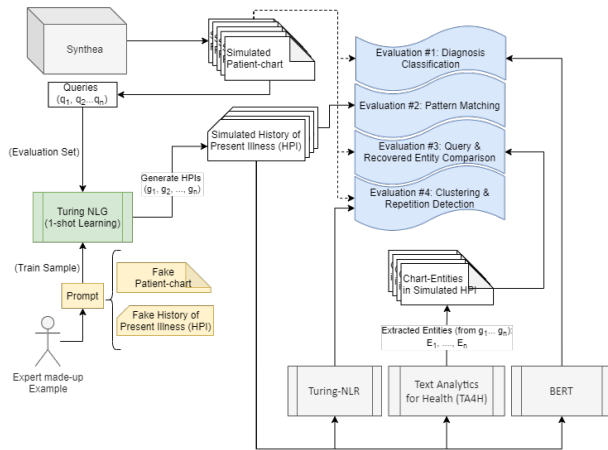 Synthea
Simulated
Patient-chart
Queries
(q1, q2...qn)
(Evaluation Set)
Simulated History of
Present Illness (HPI)
Generate HPIs
(g1, g2, ..., gn)
Turing NLG
(1-shot Learning)
(Train Sample)
Prompt
Fake
Patient-chart
Fake History of
Present Illness (HPI)
Expert made-up
Example
Evaluation #1: Diagnosis
Classification
Evaluation #2: Pattern Matching
Evaluation #3: Query &
Recovered Entity Comparison
Evaluation #4: Clustering &
Repetition Detection
Chart-Entities
in Simulated HPI
Extracted Entities (from g1... gn):
E1, ...., En
Turing-NLR
Text Analytics
for Health (TA4H)
BERT